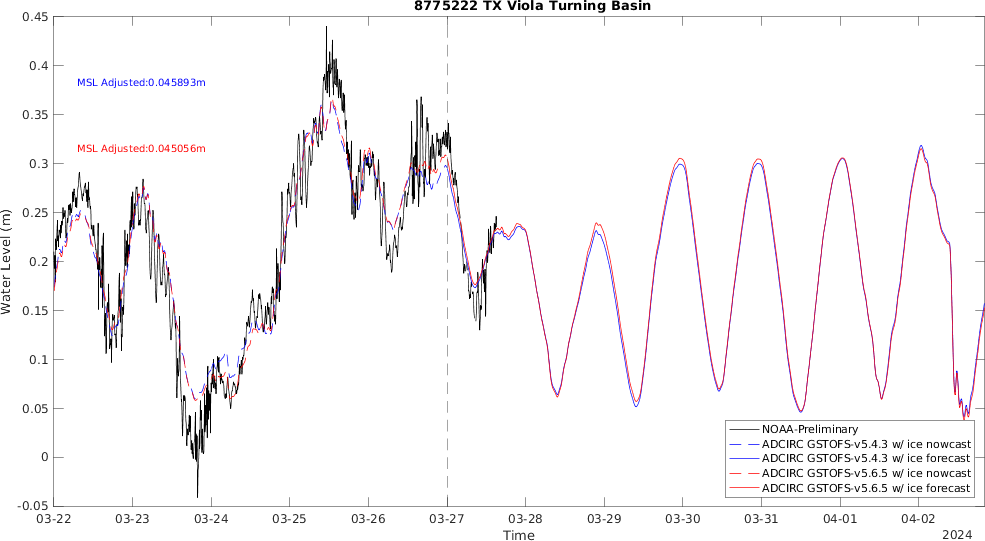 8775222 TX Viola Turning Basin
0.45
0.4
0.35
0.3
0.25
0.2
0.15
0.1
0.05
0
-0.05
Water Level (m)
MSL Adjusted:0.045893m
MSL Adjusted:0.045056m
NOAA-Preliminary
ADCIRC GSTOFS-v5.4.3 w/ ice nowcast
ADCIRC GSTOFS-v5.4.3 w/ ice forecast
ADCIRC GSTOFS-v5.6.5 w/ ice nowcast
ADCIRC GSTOFS-v5.6.5 w/ ice forecast
03-22 03-23 03-24 03-25 03-26 03-27 03-28 03-29 03-30 03-31 04-01 04-02
Time
2024